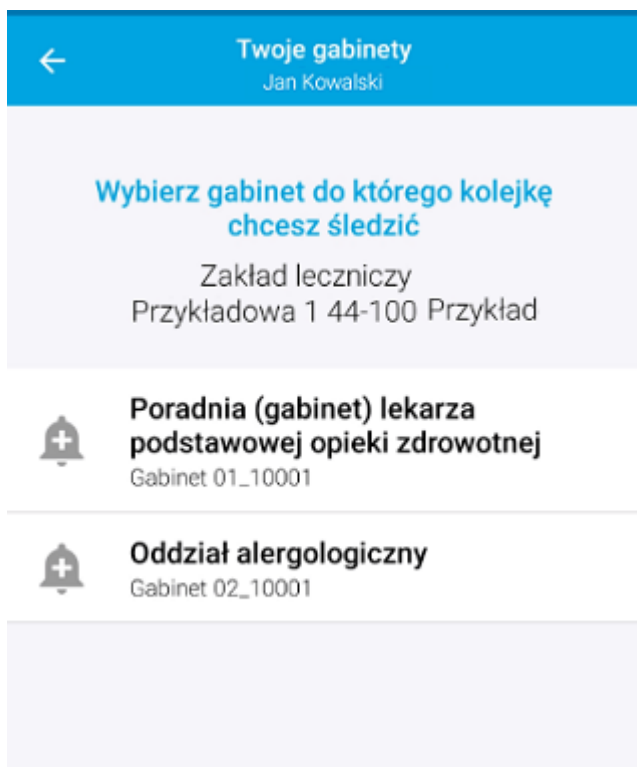 Twoje gabinety
Jan Kowalski
Wybierz gabinet do którego kolejkę
chcesz śledzić
Zakład leczniczy
Przykładowa 1 44-100 Przykład
Poradnia (gabinet) lekarza
podstawowej opieki zdrowotnej
Gabinet 01_10001
Oddział alergologiczny
Gabinet 02_10001